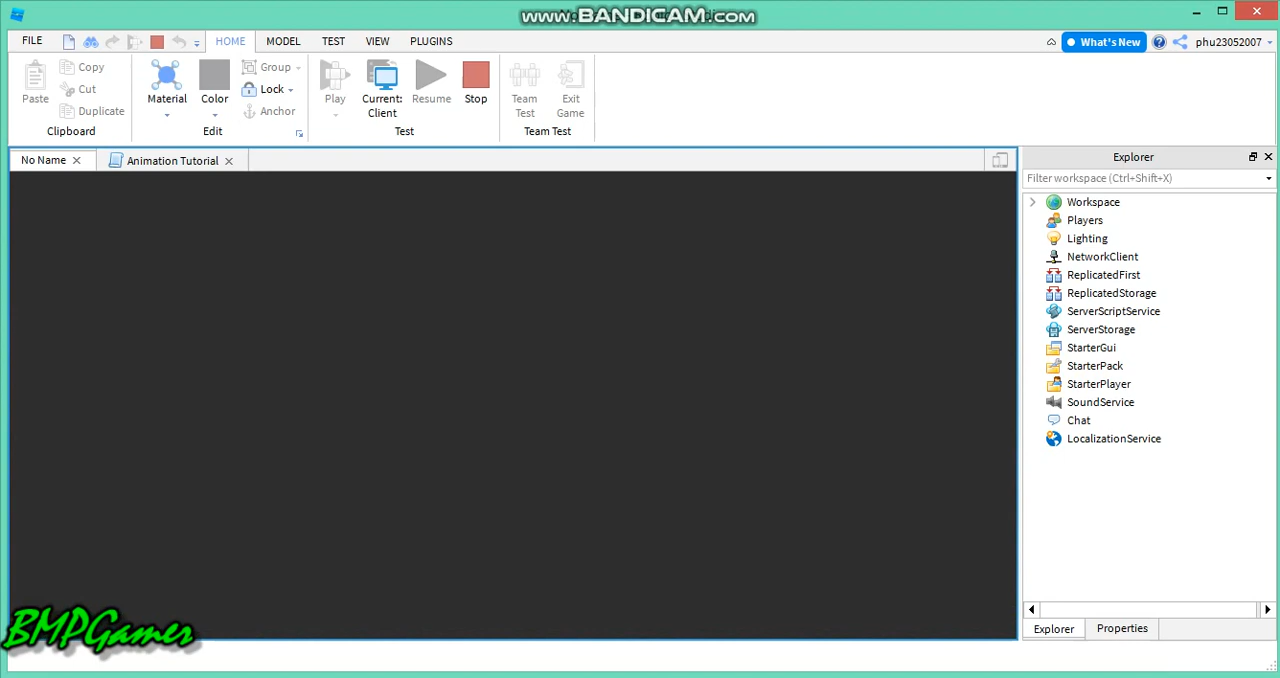 www.BANDICAM.com
FILE HOME MODEL TEST VIEW PLUGINS What's New phu23052007
Paste Copy Cut Duplicate Material Color Group Lock Anchor Play Current: Client Resume Stop Team Test Exit Game
Clipboard Edit Test Team Test
No Name Animation Tutorial
Explorer
Filter workspace (Ctrl+Shift+X)
Workspace
Players
Lighting
NetworkClient
ReplicatedFirst
ReplicatedStorage
ServerScriptService
ServerStorage
StarterGui
StarterPack
StarterPlayer
SoundService
Chat
LocalizationService
Explorer Properties
BMPGamer